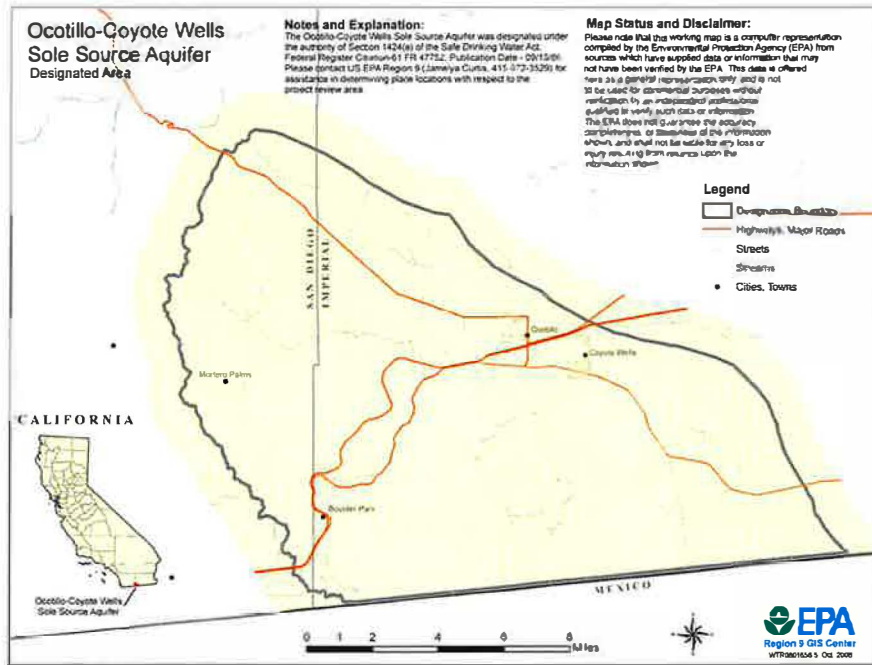 Ocotillo-Coyote Wells
Sole Source Aquifer
Designated Area
Notes and Explanation:
The Ocotillo-Coyote Wells Sole Source Aquifer was designated under
the authority of Section 1424(e) of the Safe Drinking Water Act.
Federal Register Citation-61 FR 47752. Publication Date -
Please contact US EPA Region 9 (Jamelya Curtis, for
assistance in determining place locations with respect to the
project review area.
Map Status and Disclaimer:
Please note that this working map is a computer representation
compiled by the Environmental Protection Agency (EPA) from
sources which have supplied data or information that may
not have been verified by the EPA. This data is offered
here as a general representation only, and is not
to be used for commercial purposes without
verification by an independent professional
qualified to verify such data or information.
The EPA does not guarantee the accuracy,
completeness, or timeliness of the information
shown, and shall not be liable for any loss or
injury resulting from reliance upon the
information shown.
Legend
Designated Boundary
Highways, Major Roads
Streets
Streams
Cities, Towns
SAN DIEGO
IMPERIAL
Ocotillo
Coyote Wells
Mortero Palms
Boulder Park
MEXICO
CALIFORNIA
Ocotillo-Coyote Wells
Sole Source Aquifer
0 1 2 4 6 8
Miles
EPA
Region 9 GIS Center
Oct 2006